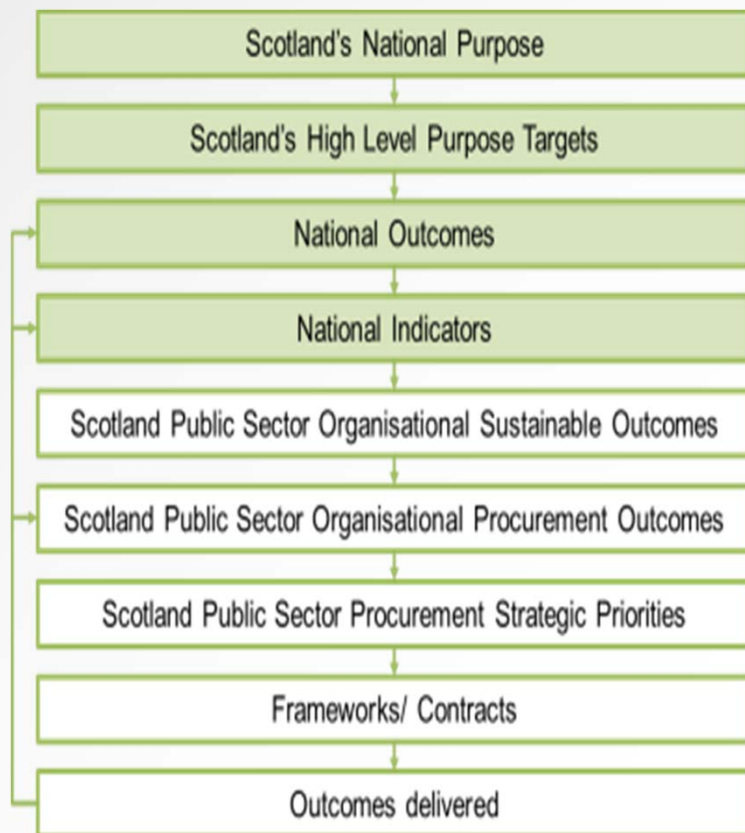 Scotland's National Purpose
Scotland's High Level Purpose Targets
National Outcomes
National Indicators
Scotland Public Sector Organisational Sustainable Outcomes
Scotland Public Sector Organisational Procurement Outcomes
Scotland Public Sector Procurement Strategic Priorities
Frameworks/ Contracts
Outcomes delivered